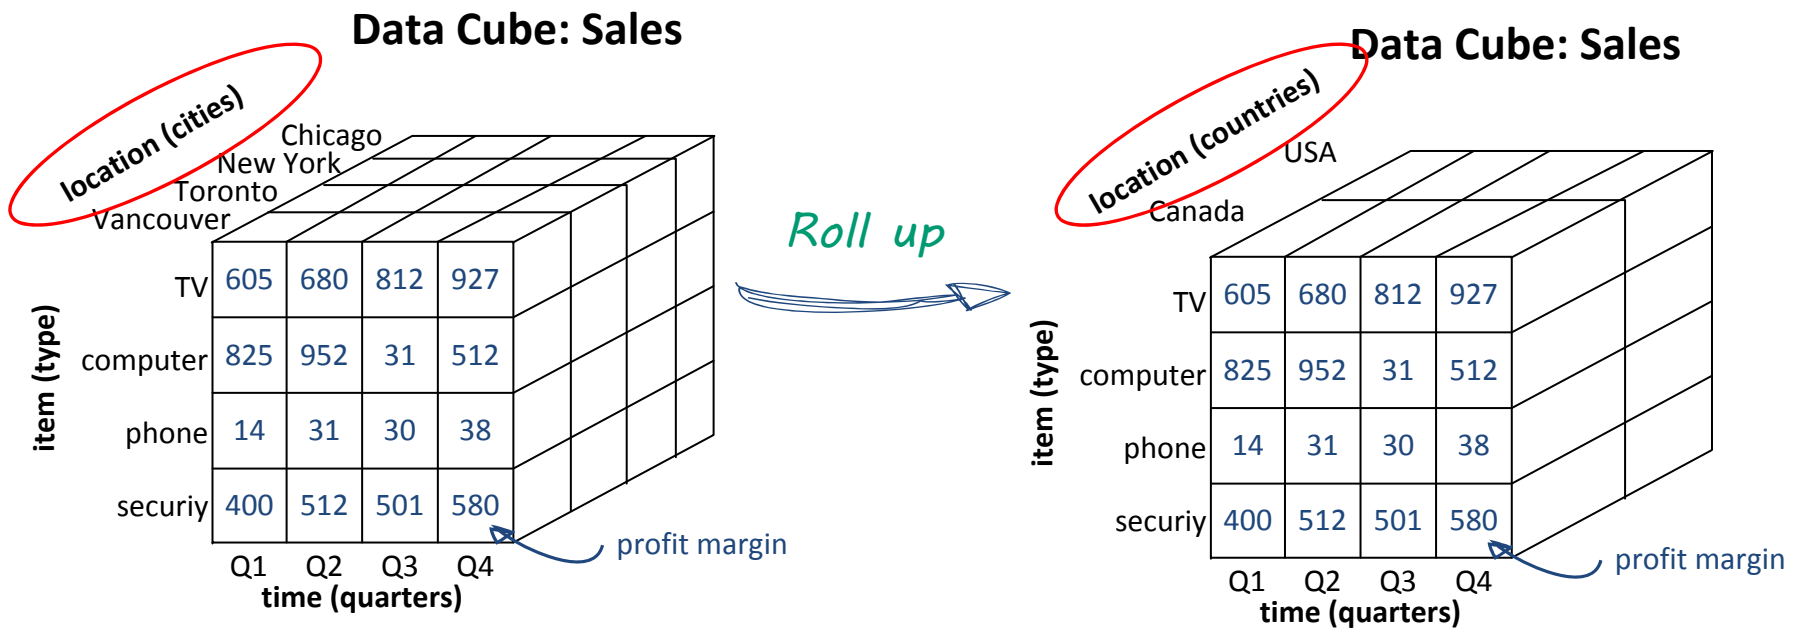 Data Cube: Sales
location (cities)
Chicago
New York
Toronto
Vancouver
item (type)
TV 605 680 812 927
computer 825 952 31 512
phone 14 31 30 38
securiy 400 512 501 580
profit margin
Q1 Q2 Q3 Q4
time (quarters)
Roll up
Data Cube: Sales
location (countries)
USA
Canada
item (type)
TV 605 680 812 927
computer 825 952 31 512
phone 14 31 30 38
securiy 400 512 501 580
profit margin
Q1 Q2 Q3 Q4
time (quarters)